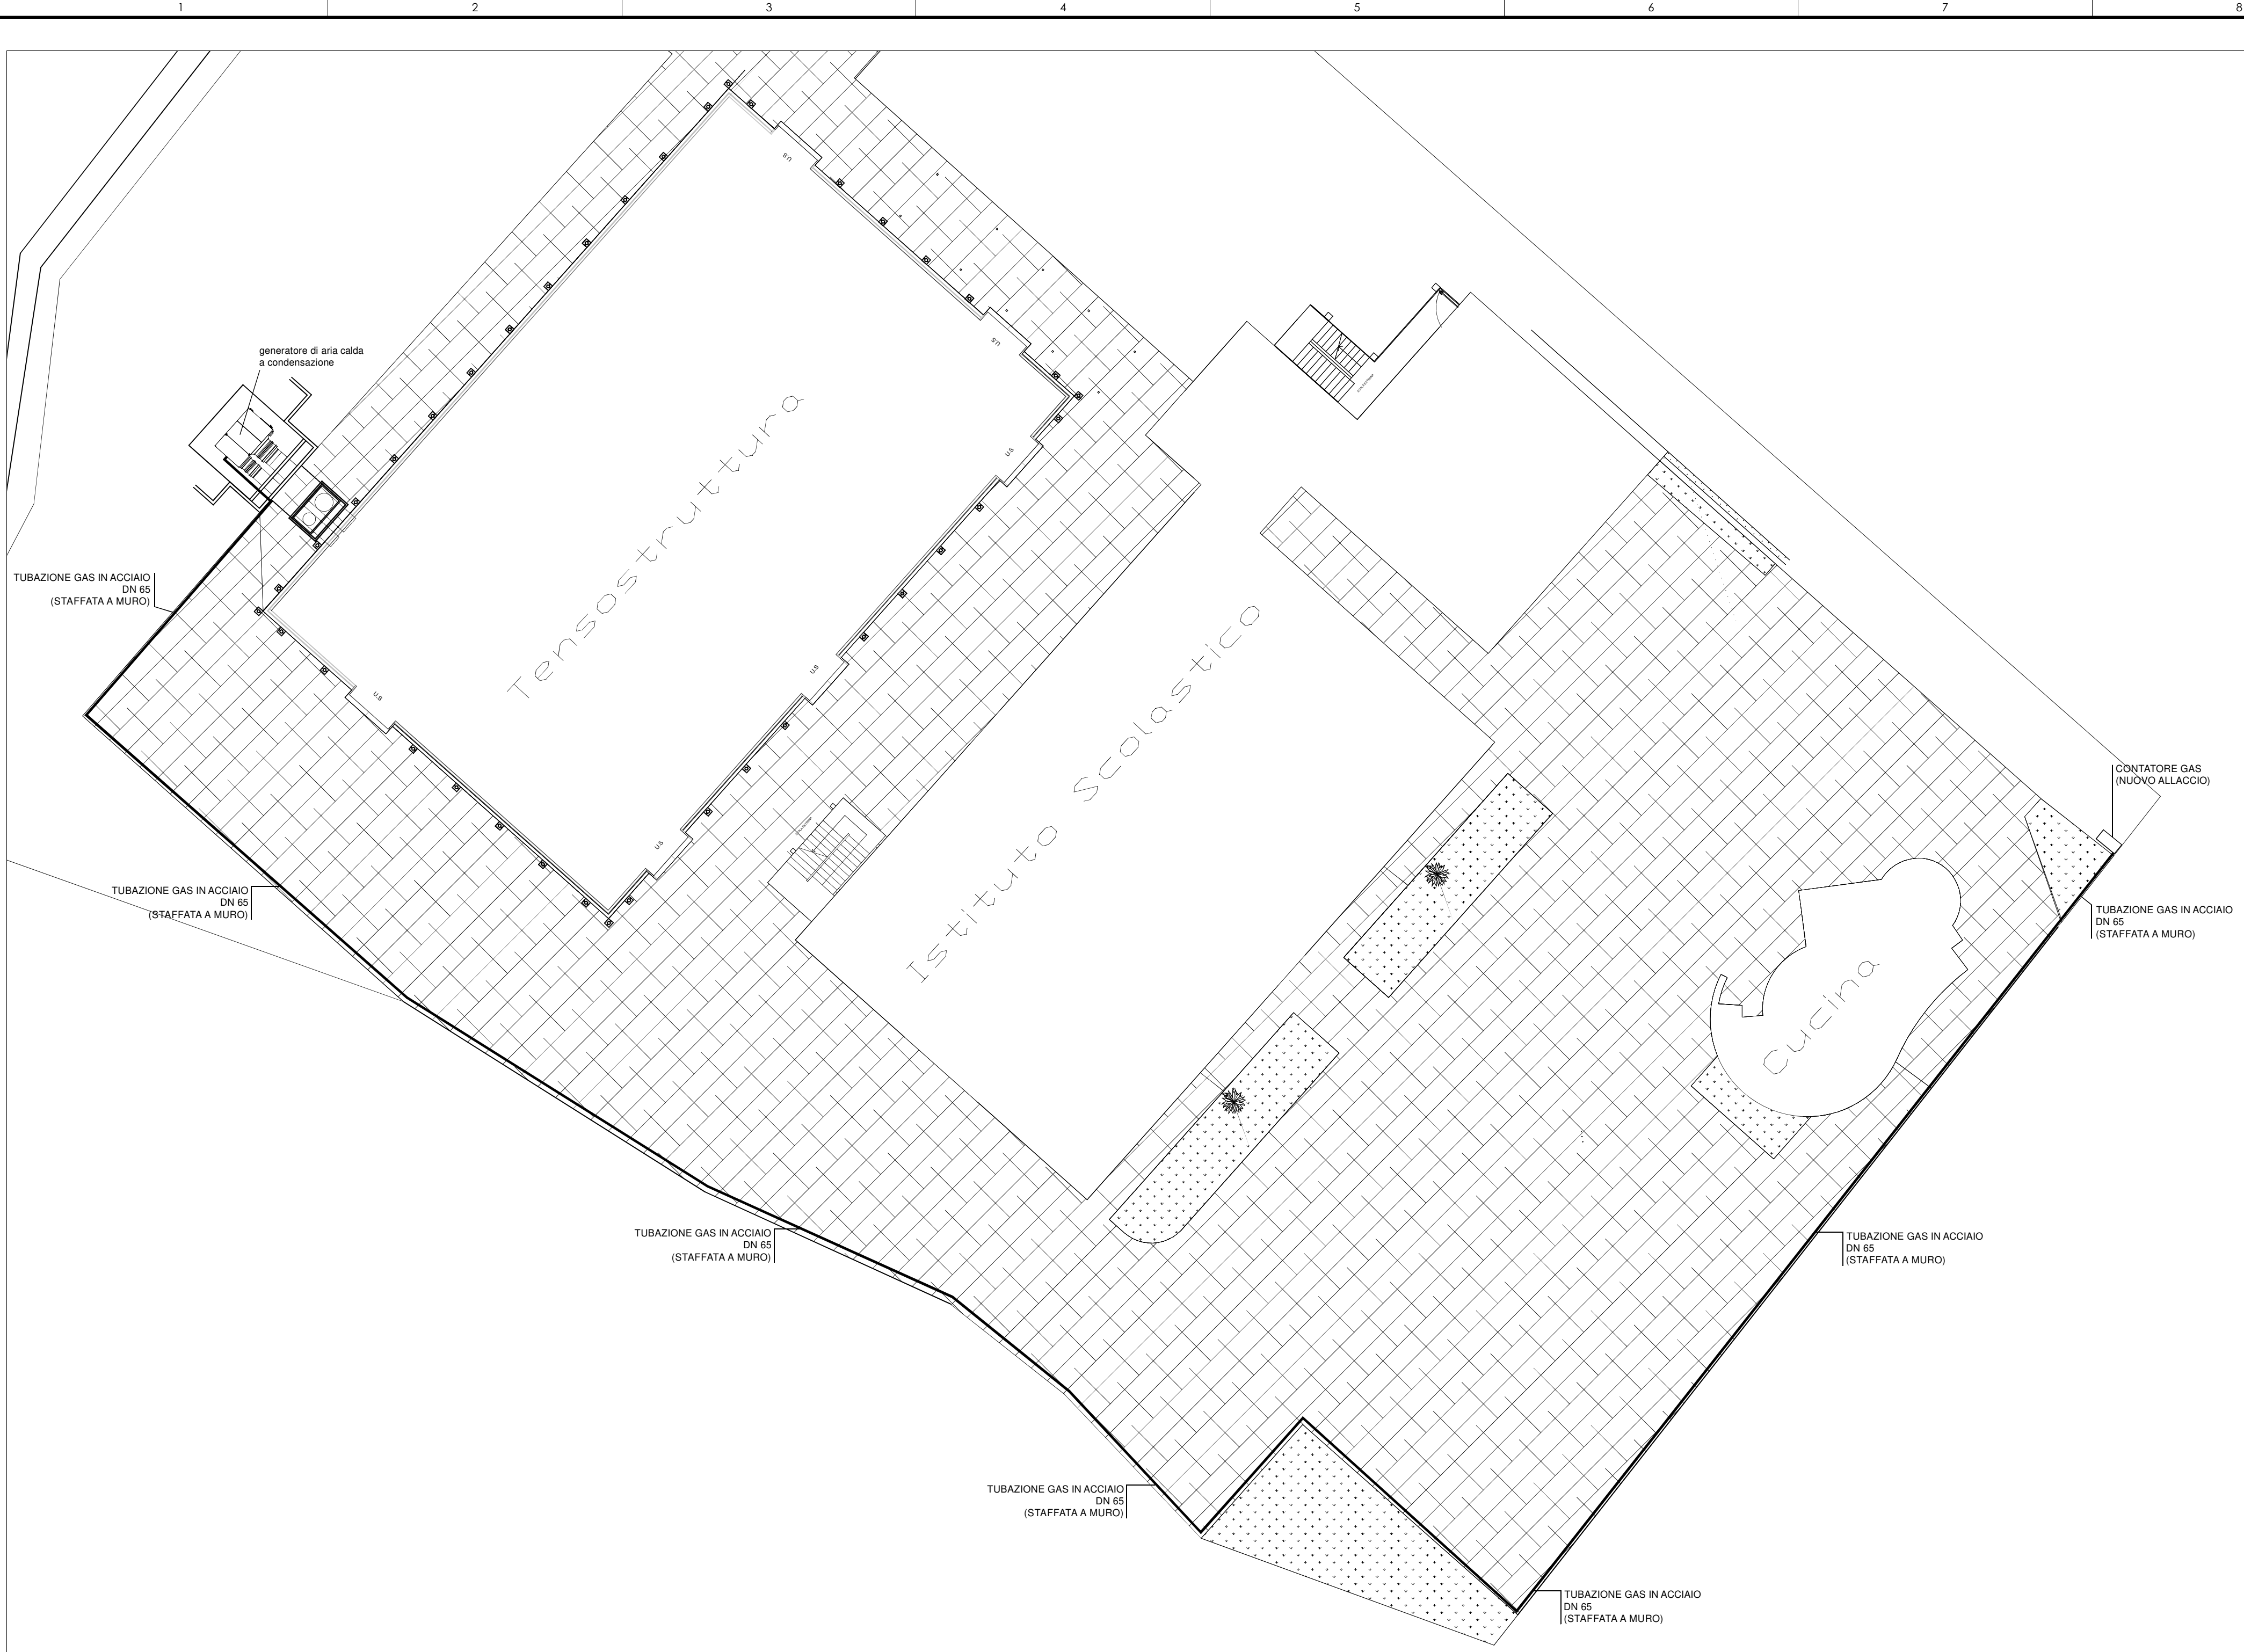 1 2 3 4 5 6 7 8
U.S
U.S
generatore di aria calda
a condensazione
Tensostruttura
U.S
TUBAZIONE GAS IN ACCIAIO
DN 65
(STAFFATA A MURO)
U.S
U.S
U.S
Istituto Scolastico
CONTATORE GAS
(NUOVO ALLACCIO)
TUBAZIONE GAS IN ACCIAIO
DN 65
(STAFFATA A MURO)
TUBAZIONE GAS IN ACCIAIO
DN 65
(STAFFATA A MURO)
Cucina
TUBAZIONE GAS IN ACCIAIO
DN 65
(STAFFATA A MURO)
TUBAZIONE GAS IN ACCIAIO
DN 65
(STAFFATA A MURO)
TUBAZIONE GAS IN ACCIAIO
DN 65
(STAFFATA A MURO)
TUBAZIONE GAS IN ACCIAIO
DN 65
(STAFFATA A MURO)